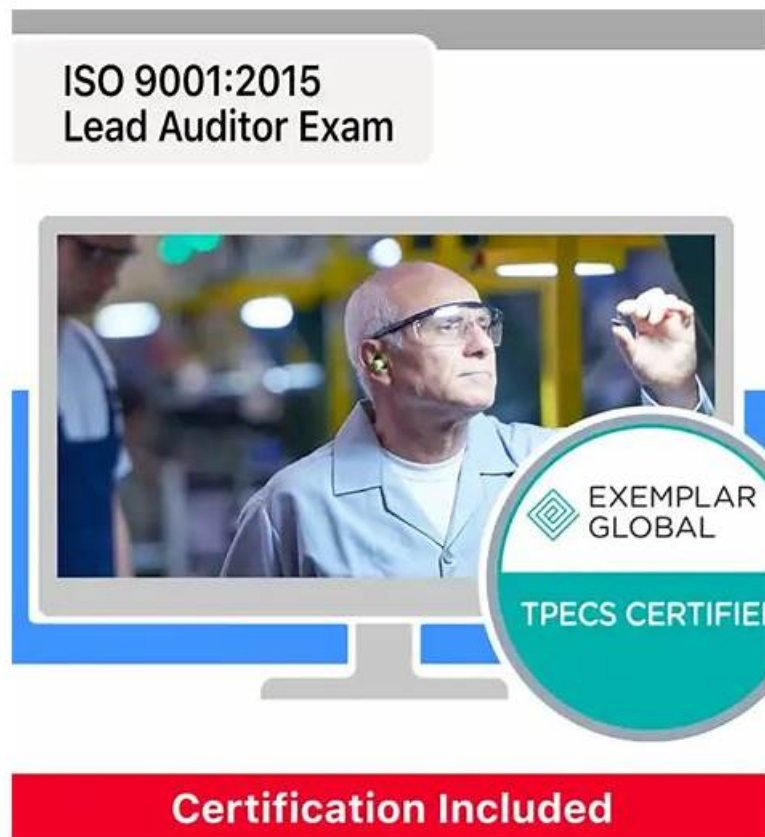 ISO 9001:2015
Lead Auditor Exam
EXEMPLAR
GLOBAL
TPECS CERTIFIE
Certification Included